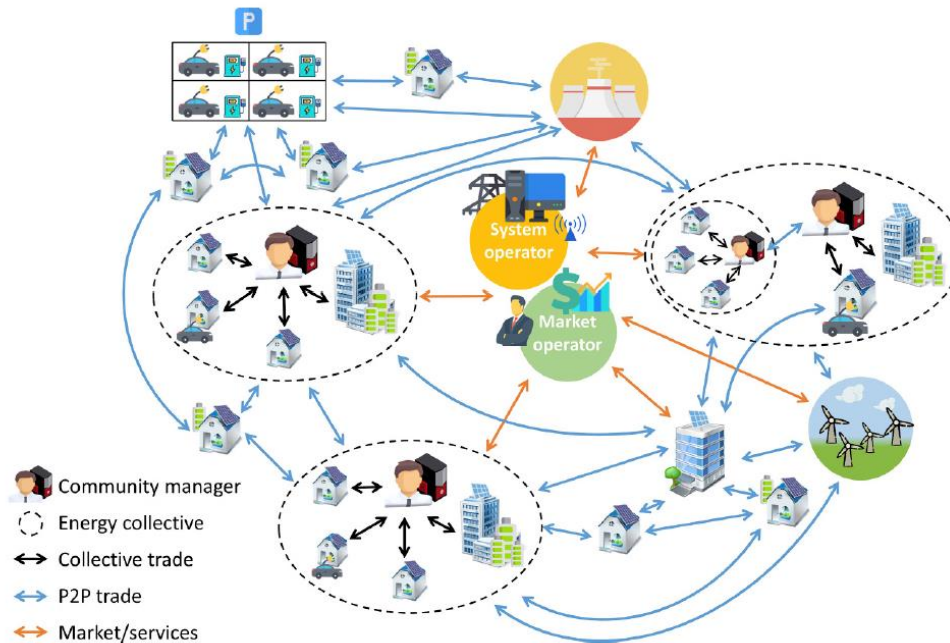 P
System
operator
Market
operator
Community manager
Energy collective
Collective trade
P2P trade
Market/services